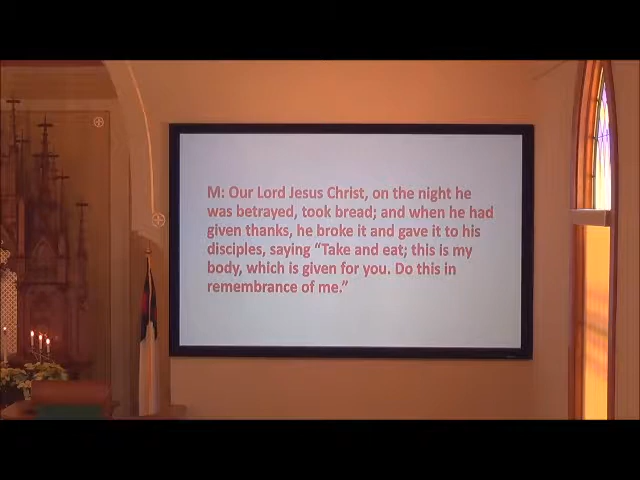 M: Our Lord Jesus Christ, on the night he
was betrayed, took bread; and when he had
given thanks, he broke it and gave it to his
disciples, saying “Take and eat; this is my
body, which is given for you. Do this in
remembrance of me.”